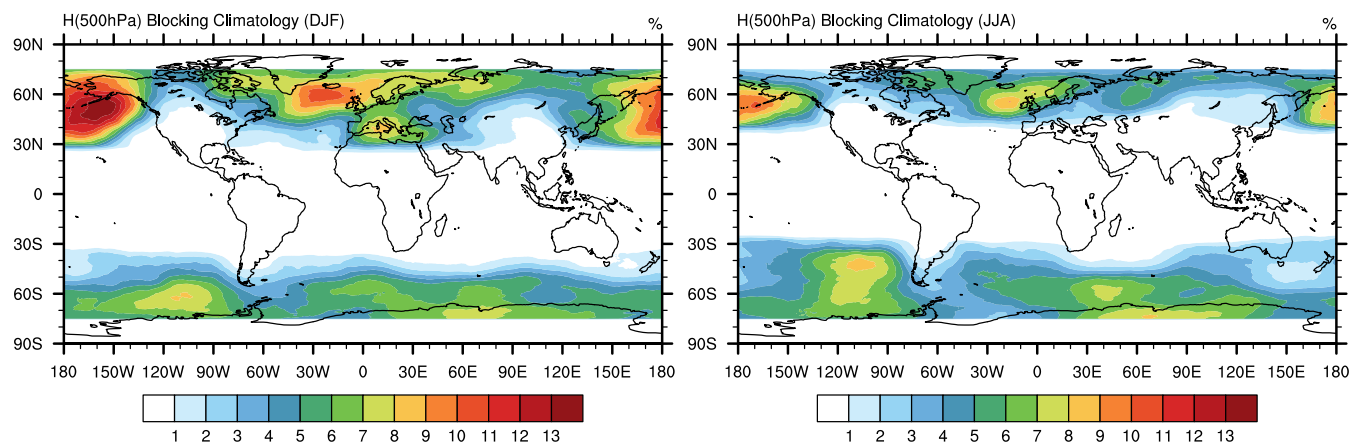 H(500hPa) Blocking Climatology (DJF) %
90N
60N
30N
0
30S
60S
90S
180 150W 120W 90W 60W 30W 0 30E 60E 90E 120E 150E 180
1 2 3 4 5 6 7 8 9 10 11 12 13
H(500hPa) Blocking Climatology (JJA) %
90N
60N
30N
0
30S
60S
90S
180 150W 120W 90W 60W 30W 0 30E 60E 90E 120E 150E 180
1 2 3 4 5 6 7 8 9 10 11 12 13